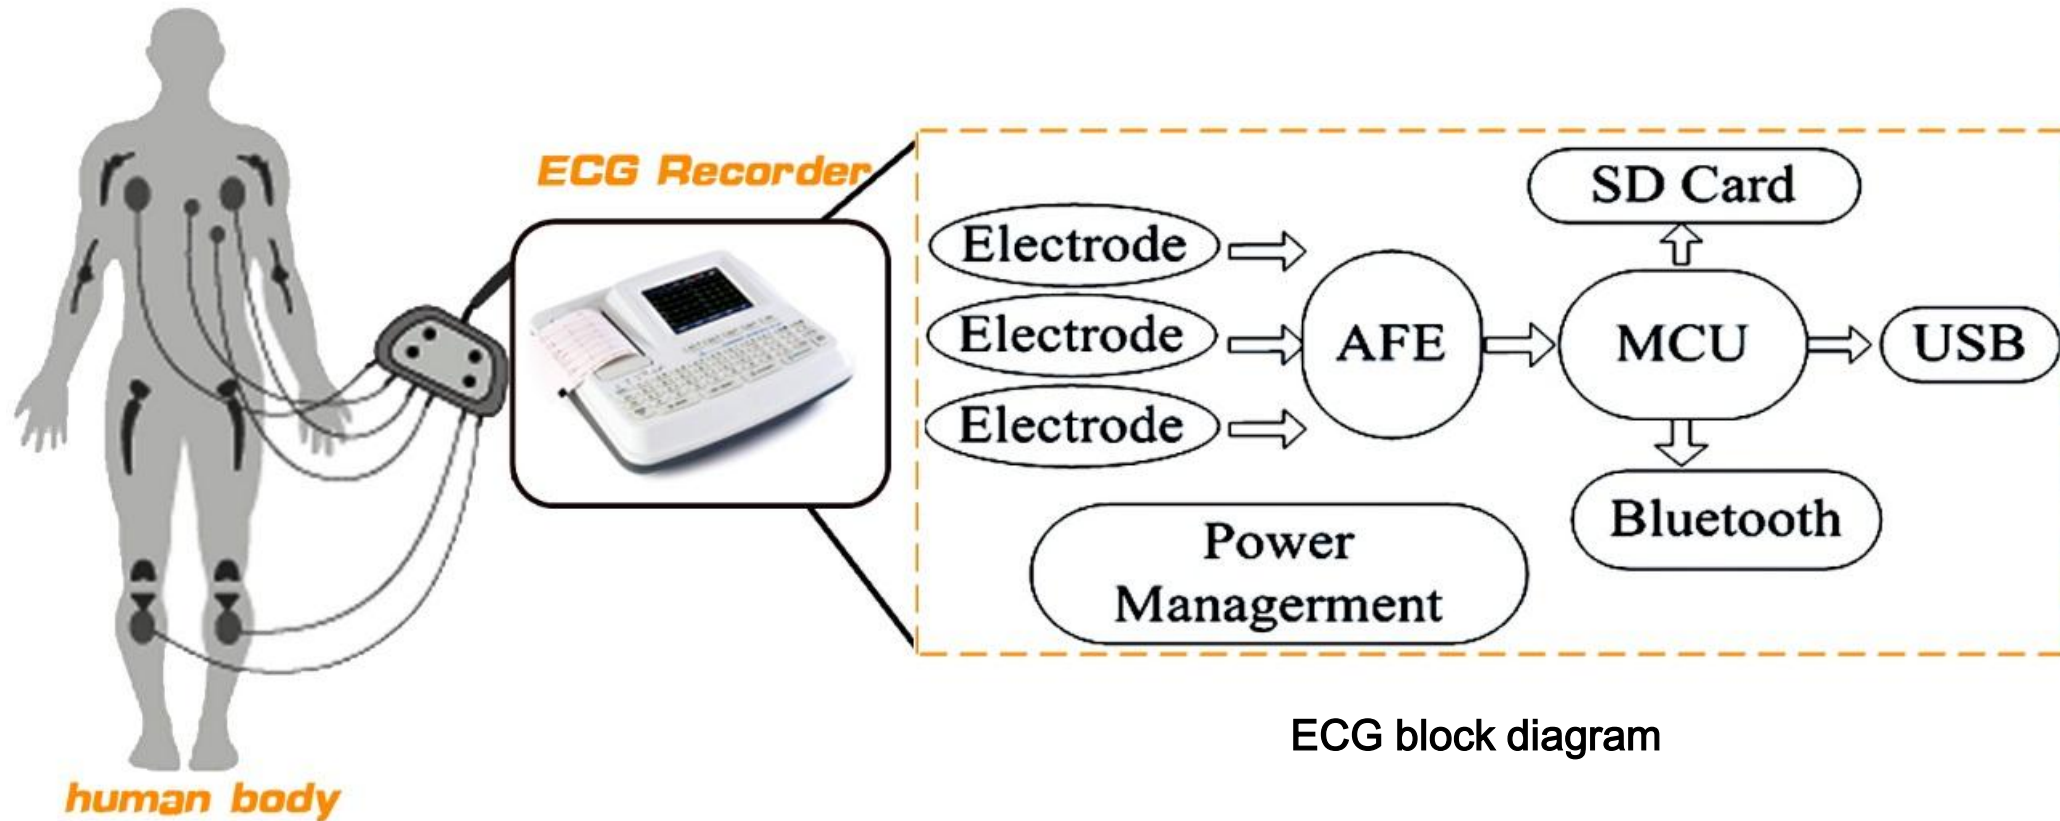 ECG Recorder
SD Card
Electrode
Electrode
AFE
MCU
USB
Electrode
Bluetooth
Power
Managerment
ECG block diagram
human body